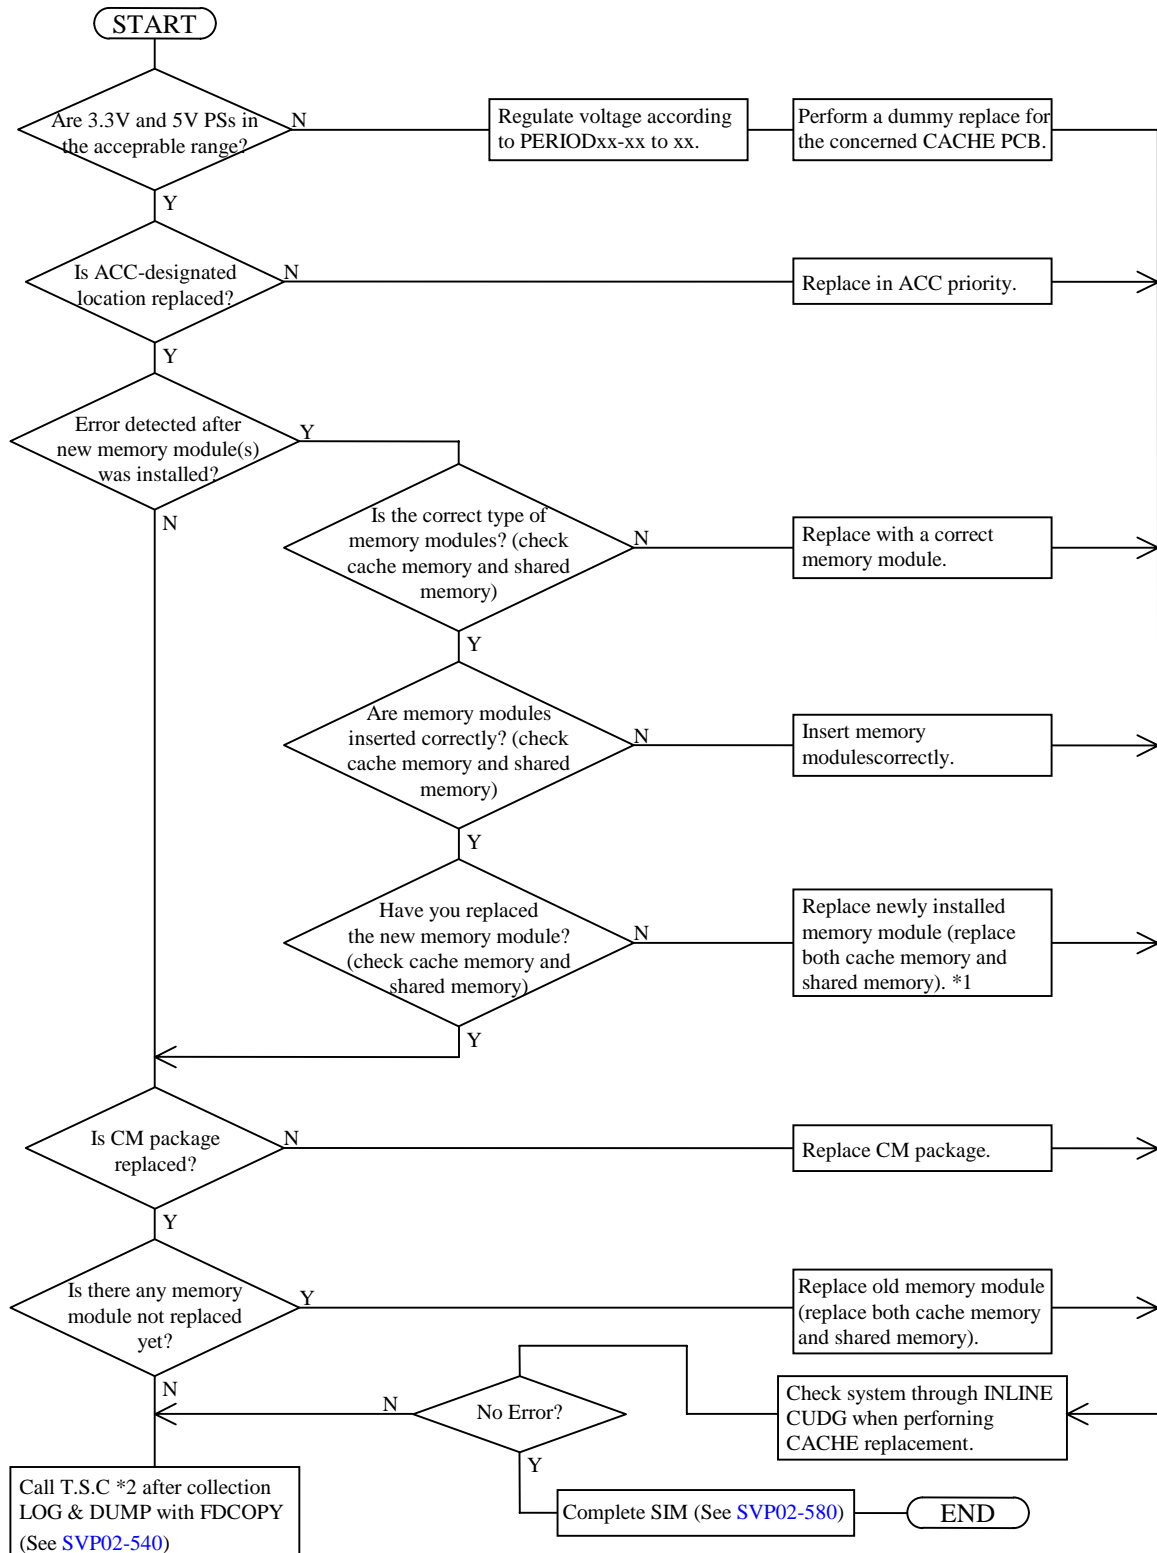 START
Are 3.3V and 5V PSs in
the acceprable range?
N
Y
Regulate voltage according
to PERIODxx-xx to xx.
Perform a dummy replace for
the concerned CACHE PCB.
Is ACC-designated
location replaced?
N
Y
Replace in ACC priority.
Error detected after
new memory module(s)
was installed?
Y
N
Is the correct type of
memory modules? (check
cache memory and shared
memory)
N
Y
Replace with a correct
memory module.
Are memory modules
inserted correctly? (check
cache memory and shared
memory)
N
Y
Insert memory
modulescorrectly.
Have you replaced
the new memory module?
(check cache memory and
shared memory)
N
Y
Replace newly installed
memory module (replace
both cache memory and
shared memory). *1
Is CM package
replaced?
N
Y
Replace CM package.
Is there any memory
module not replaced
yet?
Y
N
Replace old memory module
(replace both cache memory
and shared memory).
Check system through INLINE
CUDG when perforning
CACHE replacement.
No Error?
N
Y
Call T.S.C *2 after collection
LOG & DUMP with FDCOPY
(See SVP02-540)
Complete SIM (See SVP02-580)
END